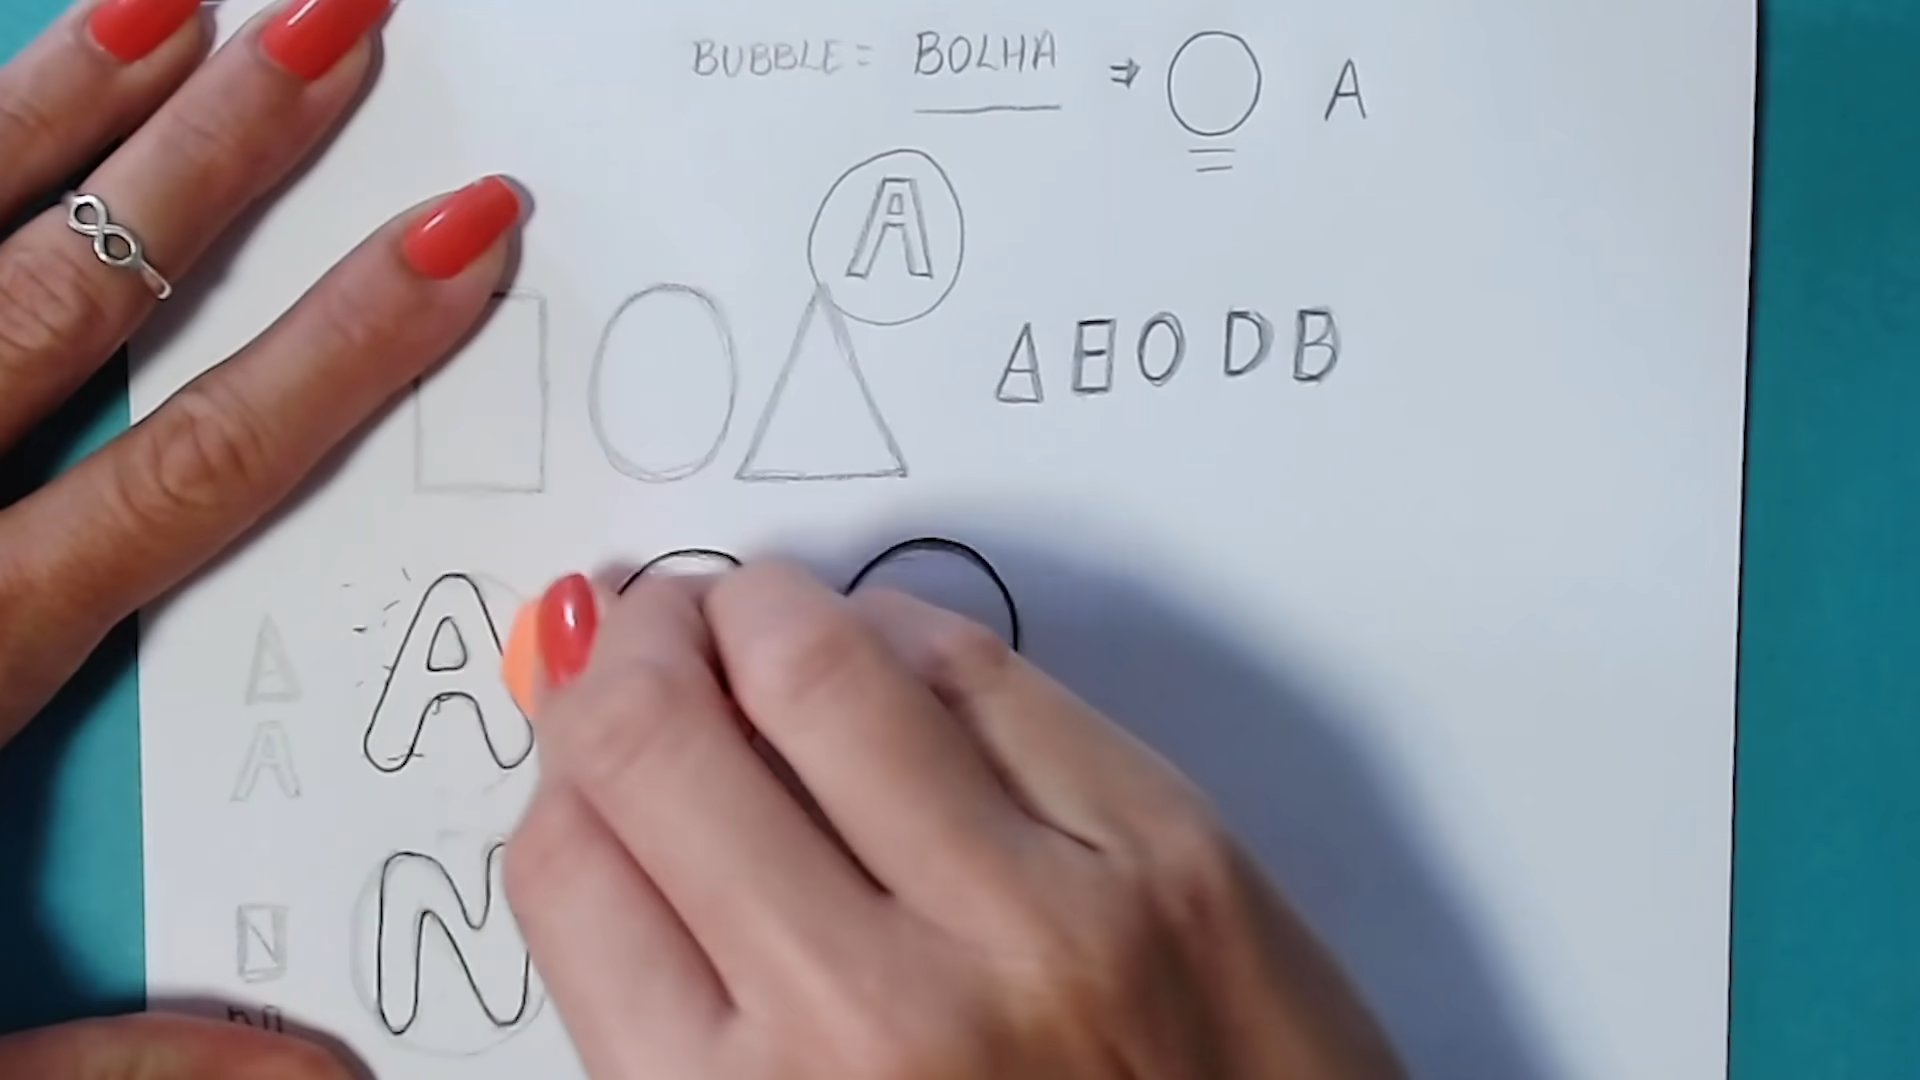 BUBBLE = BOLHA ⇒ O A
A
A E O D B
A A
A
N N